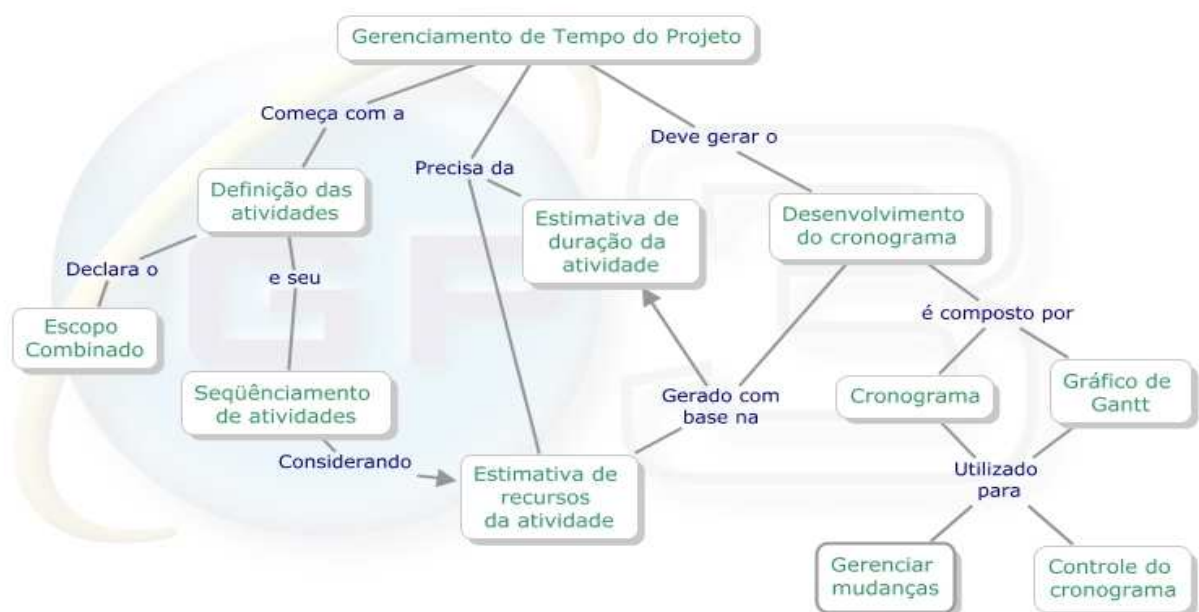 Gerenciamento de Tempo do Projeto
Começa com a
Deve gerar o
Precisa da
Definição das
atividades
Estimativa de
duração da
atividade
Desenvolvimento
do cronograma
Declara o
e seu
Escopo
Combinado
é composto por
Seqüênciamento
de atividades
Gerado com
base na
Cronograma
Gráfico de
Gantt
Considerando
Estimativa de
recursos
da atividade
Utilizado
para
Gerenciar
mudanças
Controle do
cronograma
GP3